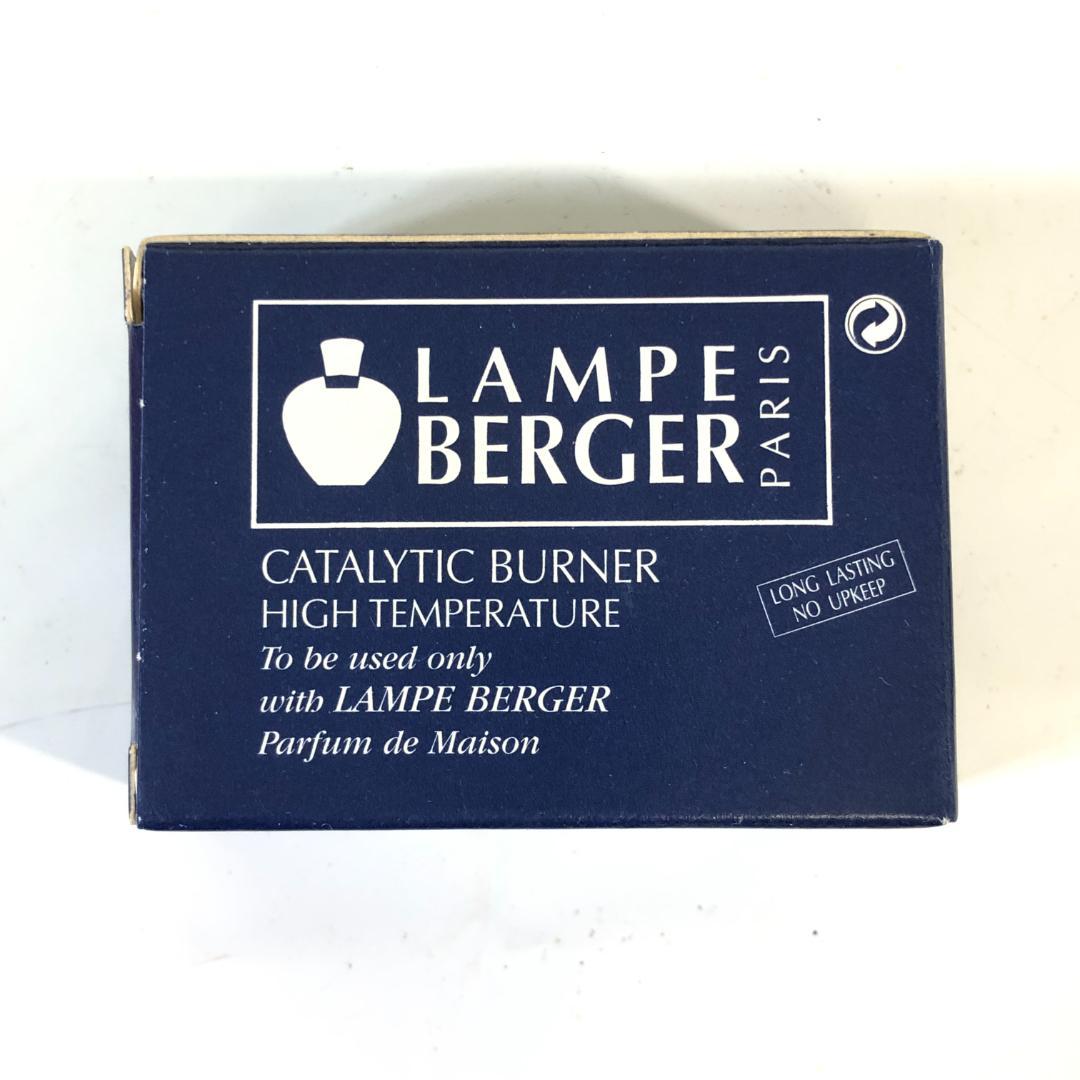 LAMPE
BERGER
PARIS
CATALYTIC BURNER
HIGH TEMPERATURE
To be used only
with LAMPE BERGER
Parfum de Maison
LONG LASTING
NO UPKEEP